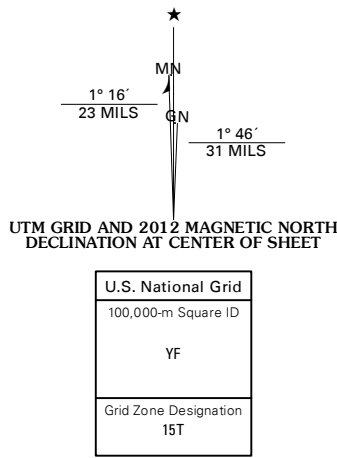 ★
MN
1° 16´
23 MILS
GN
1° 46´
31 MILS
UTM GRID AND 2012 MAGNETIC NORTH
DECLINATION AT CENTER OF SHEET
U.S. National Grid
100,000-m Square ID
YF
Grid Zone Designation
15T